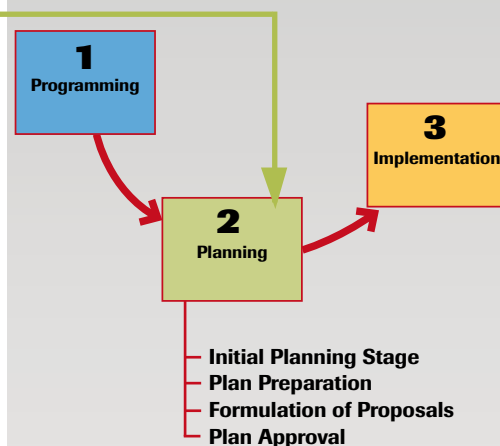 1
Programming
2
Planning
3
Implementation
Initial Planning Stage
Plan Preparation
Formulation of Proposals
Plan Approval